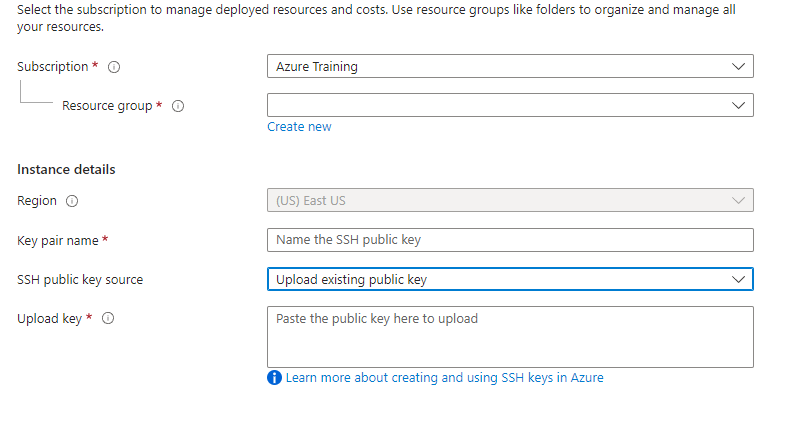 Select the subscription to manage deployed resources and costs. Use resource groups like folders to organize and manage all
your resources.
Subscription *
Azure Training
Resource group *
Create new
Instance details
Region
(US) East US
Key pair name *
Name the SSH public key
SSH public key source
Upload existing public key
Upload key *
Paste the public key here to upload
Learn more about creating and using SSH keys in Azure